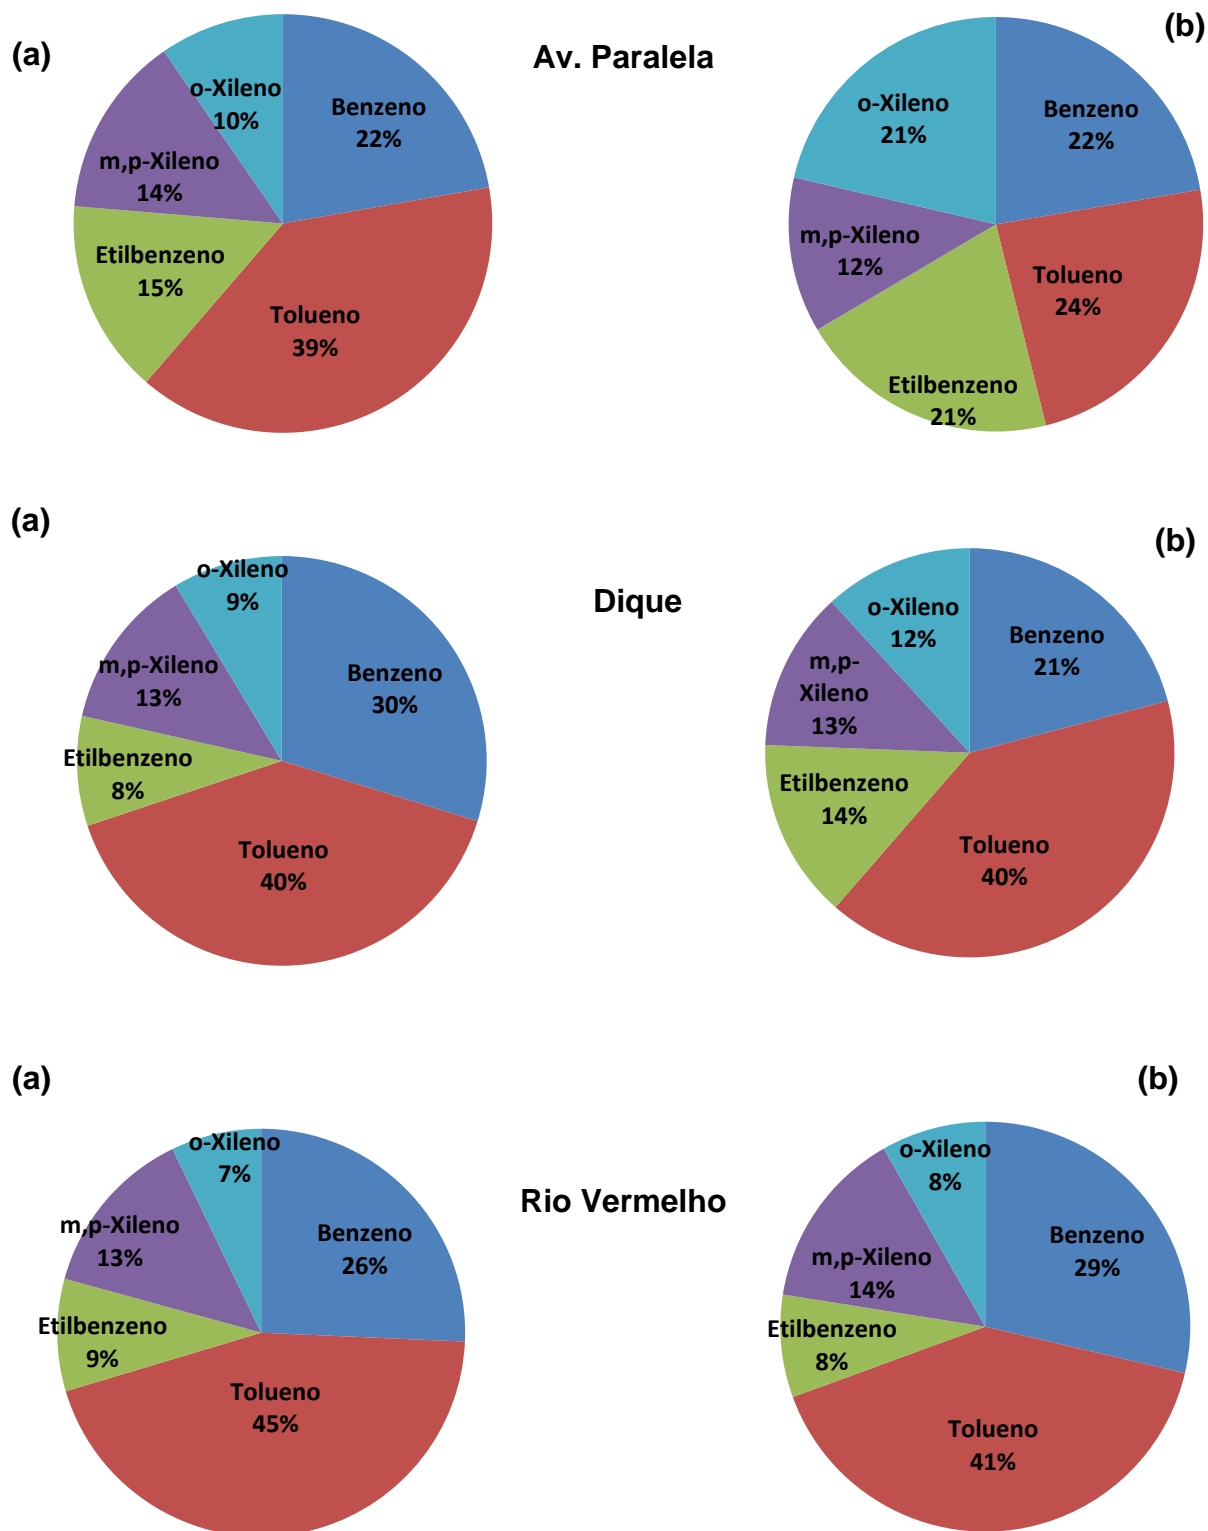 (a)
Av. Paralela
(b)
o-Xileno
10%
Benzeno
22%
m,p-Xileno
14%
Etilbenzeno
15%
Tolueno
39%
o-Xileno
21%
Benzeno
22%
m,p-Xileno
12%
Tolueno
24%
Etilbenzeno
21%
(a)
Dique
(b)
o-Xileno
9%
Benzeno
30%
m,p-Xileno
13%
Etilbenzeno
8%
Tolueno
40%
o-Xileno
12%
Benzeno
21%
m,p-
Xileno
13%
Etilbenzeno
14%
Tolueno
40%
(a)
Rio Vermelho
(b)
o-Xileno
7%
Benzeno
26%
m,p-Xileno
13%
Etilbenzeno
9%
Tolueno
45%
o-Xileno
8%
Benzeno
29%
m,p-Xileno
14%
Etilbenzeno
8%
Tolueno
41%